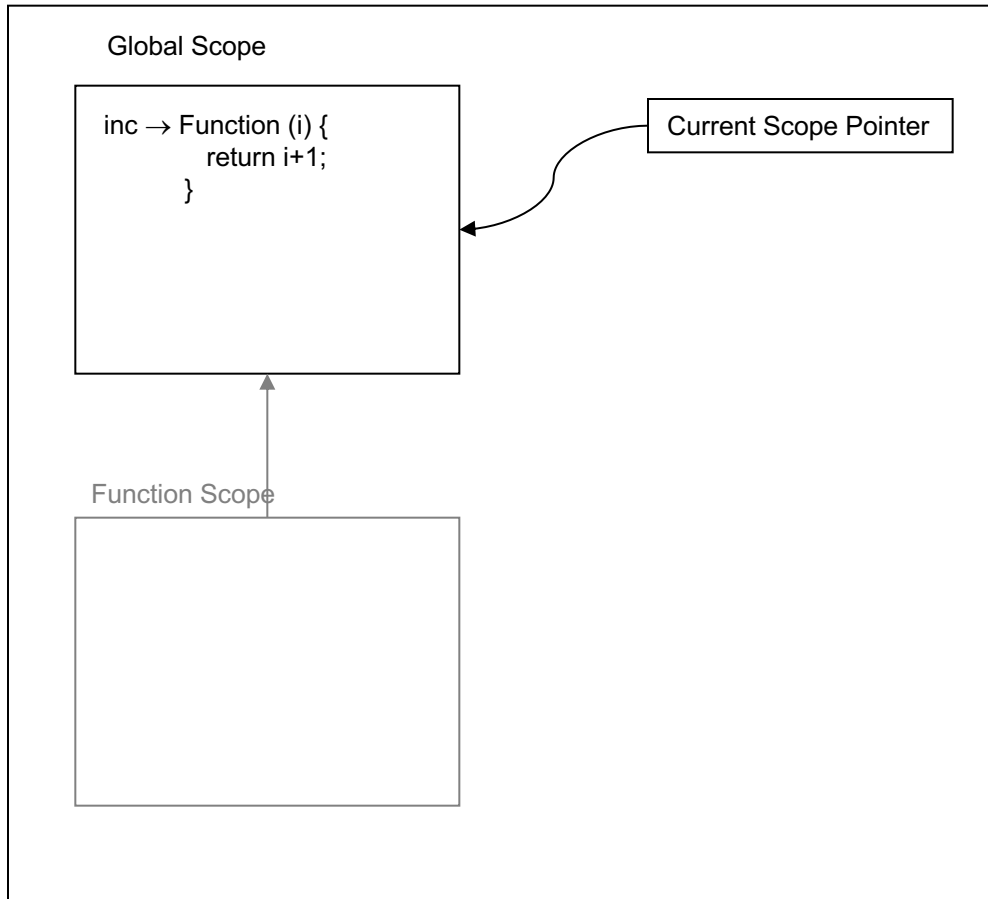 Global Scope
inc → Function (i) {
return i+1;
}
Current Scope Pointer
Function Scope